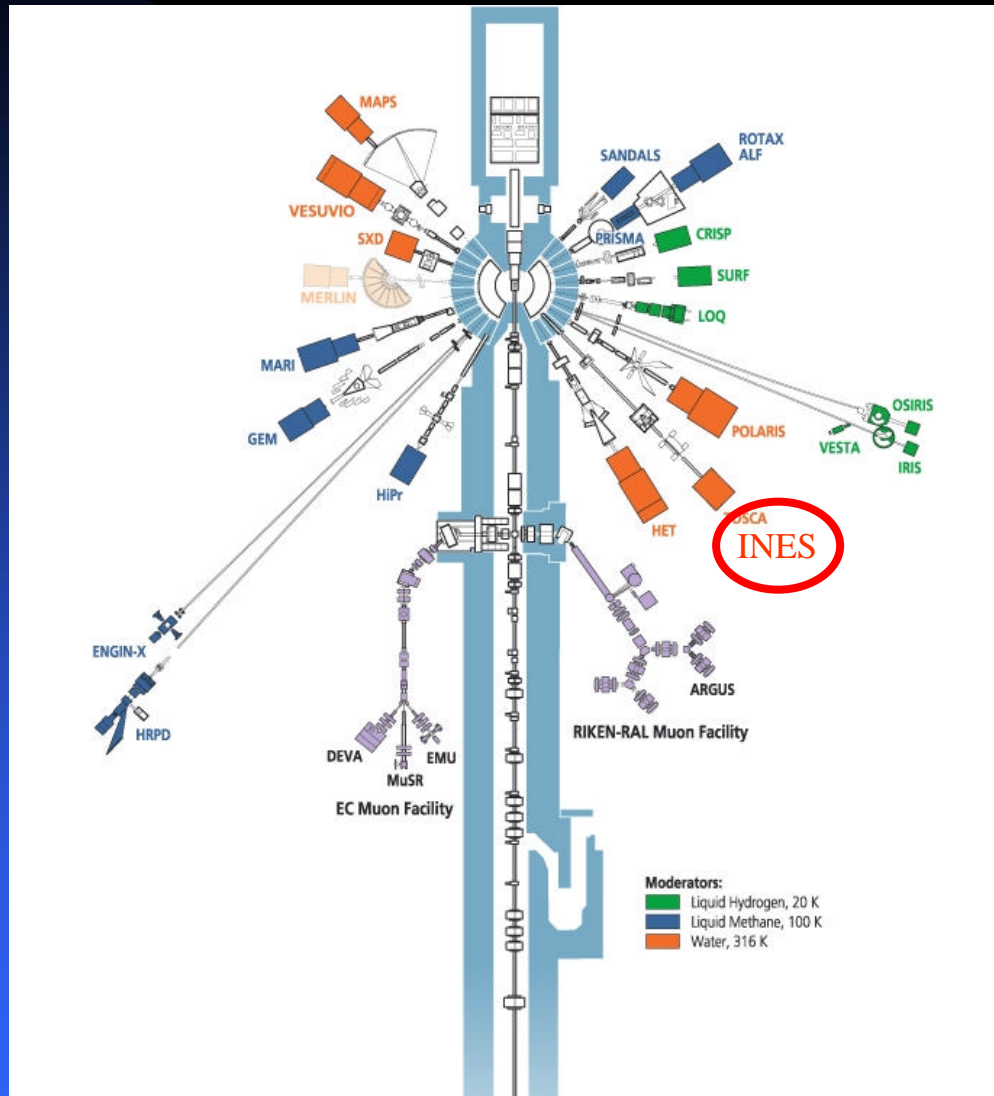 MAPS
ROTAX
ALF
SANDALS
VESUVIO
PRISMA
CRISP
SXD
SURF
MERLIN
LOQ
MARI
OSIRIS
GEM
POLARIS
VESTA
IRIS
HiPr
HET
TOSCA
INES
ENGIN-X
ARGUS
HRPD
RIKEN-RAL Muon Facility
DEVA
EMU
MuSR
EC Muon Facility
Moderators:
Liquid Hydrogen, 20 K
Liquid Methane, 100 K
Water, 316 K